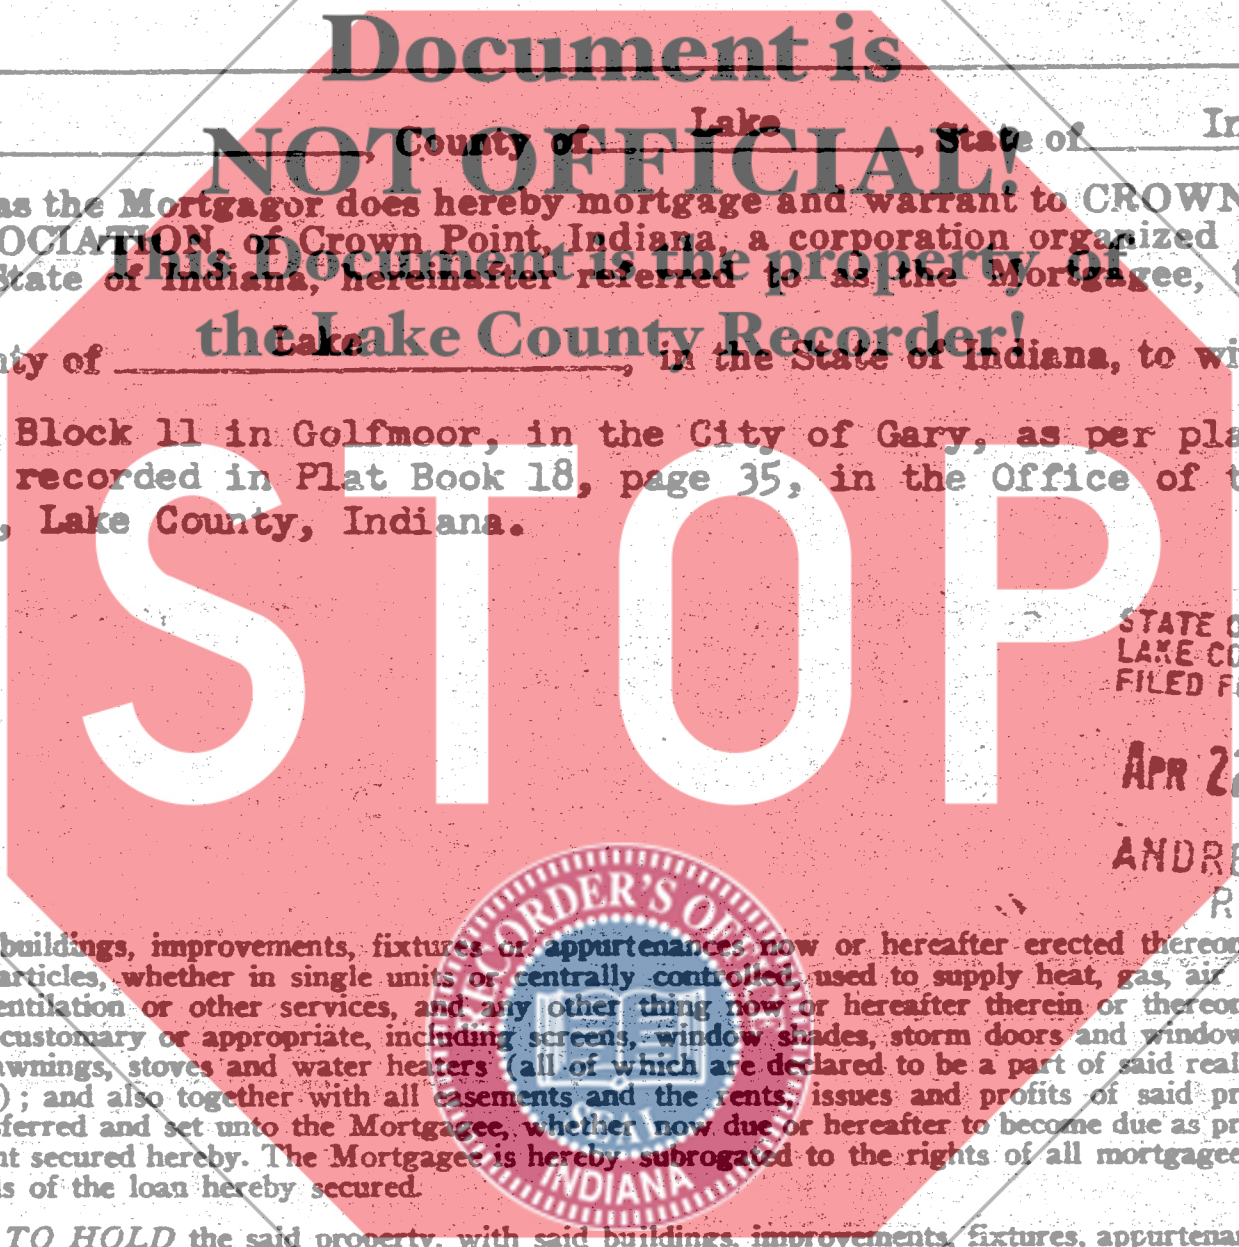 Document is
NOT OFFICIAL!
This Document is the property of
the Lake County Recorder!
STOP
RECORDER'S OFFICE
SEAL
INDIANA
, County of Lake, State of In
as the Mortgagor does hereby mortgage and warrant to CROWN
OCIATION, of Crown Point, Indiana, a corporation organized
State of Indiana, hereinafter referred to as the Mortgagee, t
ty of Lake, in the State of Indiana, to wi
Block 11 in Golfmoor, in the City of Gary, as per pla
recorded in Plat Book 18, page 35, in the Office of t
, Lake County, Indiana.
STATE O
LAKE CO
FILED F
APR 22
ANDRE
R
buildings, improvements, fixtures or appurtenances now or hereafter erected thereon
articles, whether in single units or centrally controlled, used to supply heat, gas, air
entilation or other services, and any other thing now or hereafter therein or thereon
customary or appropriate, including screens, window shades, storm doors and window
awnings, stoves and water heaters (all of which are declared to be a part of said real
) ; and also together with all easements and the rents, issues and profits of said pr
ferred and set unto the Mortgagee, whether now due or hereafter to become due as pr
nt secured hereby. The Mortgagee is hereby subrogated to the rights of all mortgagee
s of the loan hereby secured.
TO HOLD the said property, with said buildings, improvements, fixtures, appurtenan